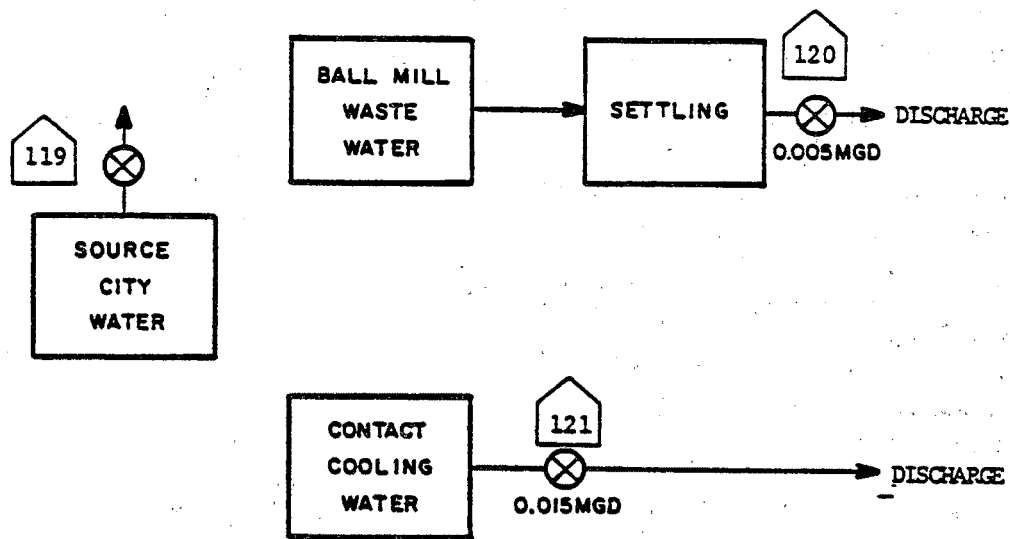 119
SOURCE
CITY
WATER
BALL MILL
WASTE
WATER
SETTLING
120
0.005MGD
DISCHARGE
CONTACT
COOLING
WATER
121
0.015MGD
DISCHARGE